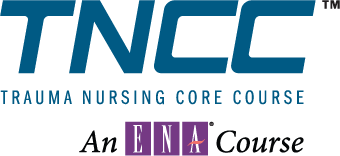 TNCC™
TRAUMA NURSING CORE COURSE
An ENA® Course